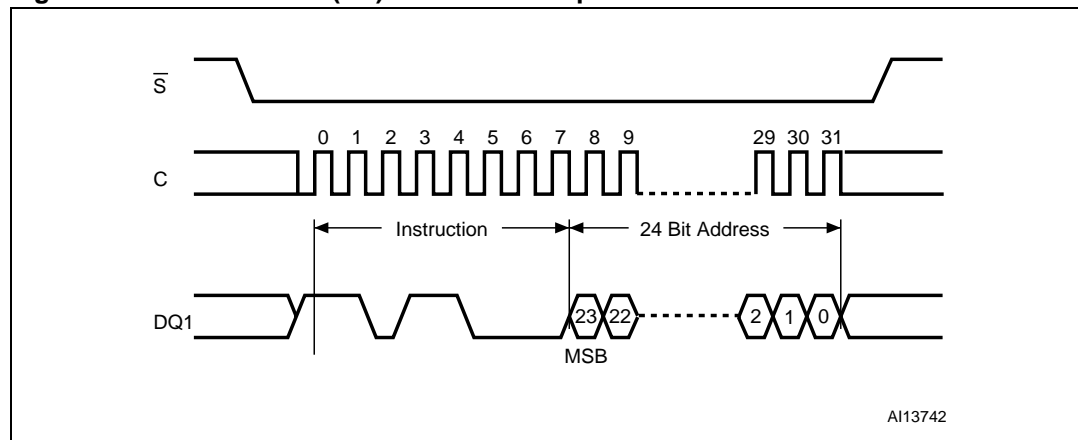 S̅
0 1 2 3 4 5 6 7 8 9 29 30 31
C
Instruction 24 Bit Address
DQ1 23 22 2 1 0
MSB
AI13742